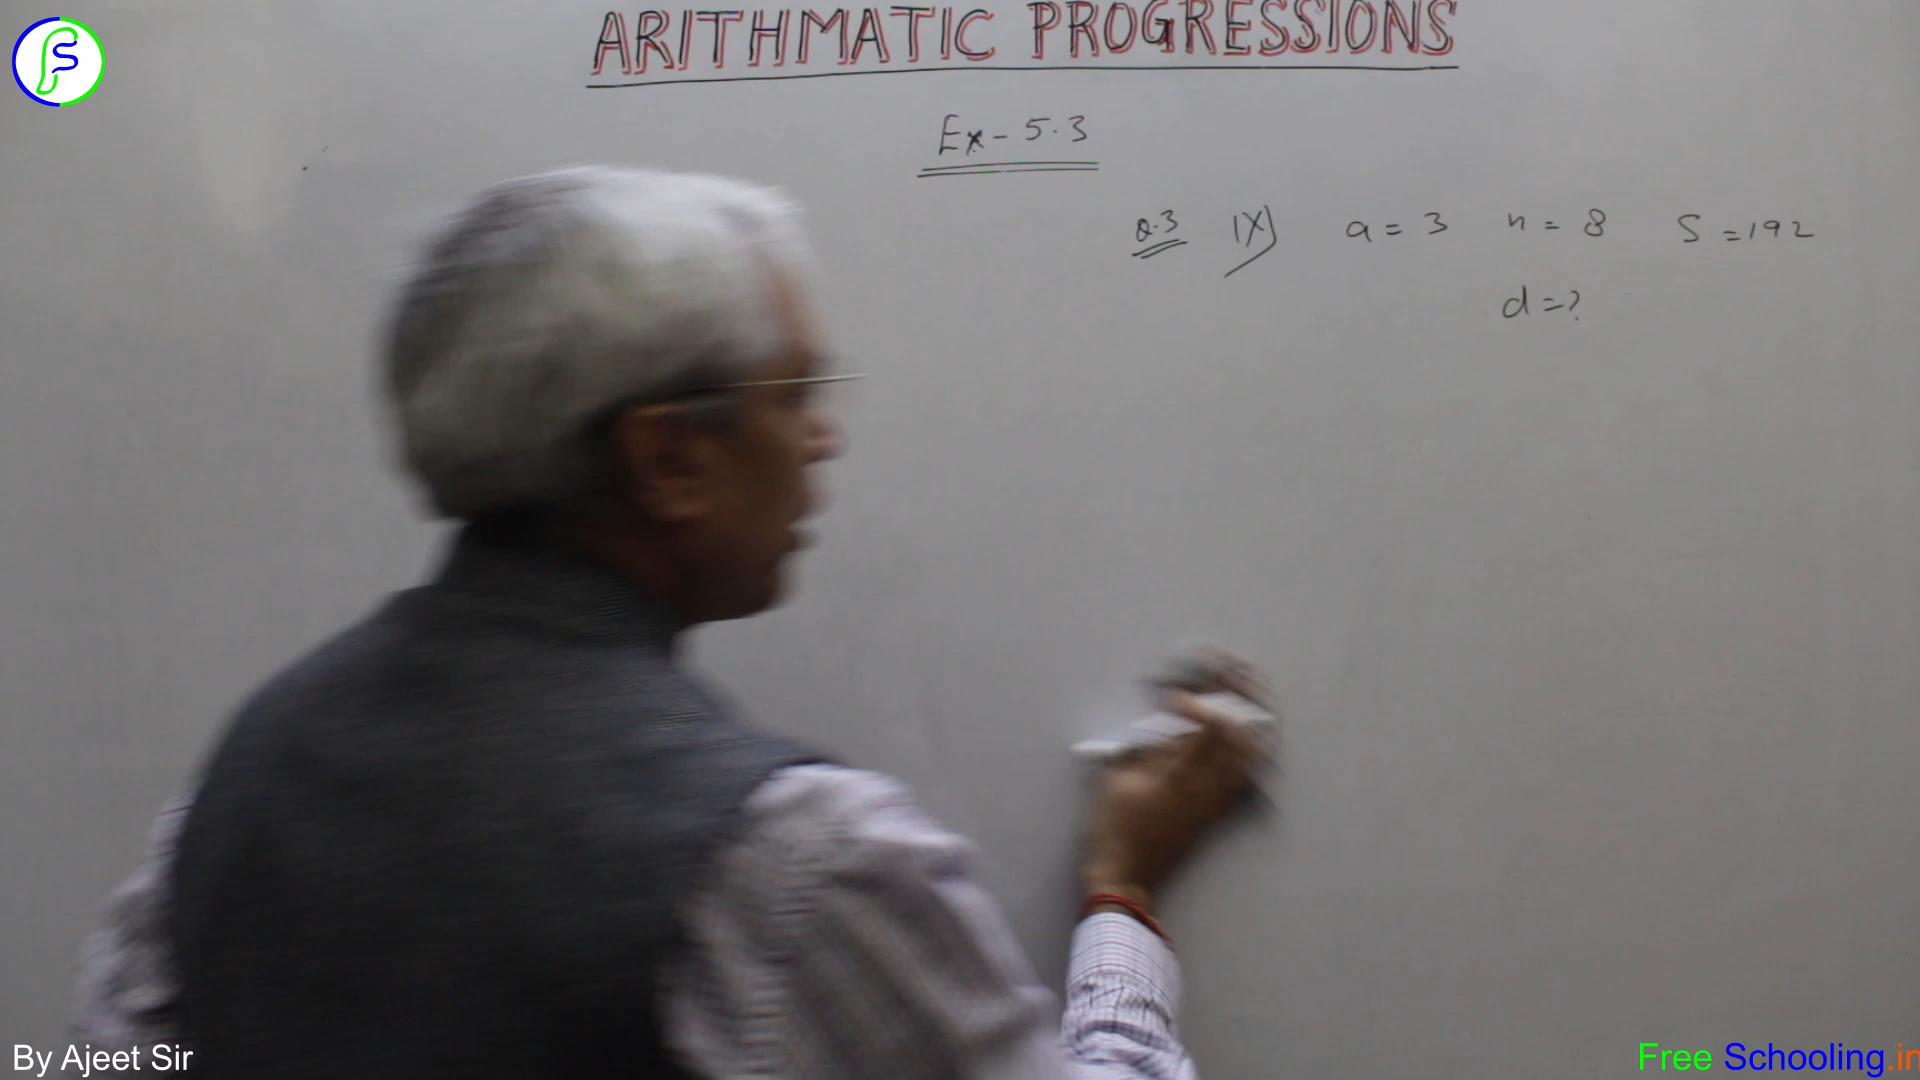 ARITHMATIC PROGRESSIONS
Ex - 5.3
Q.3 IX) a = 3 n = 8 S = 192
d = ?
By Ajeet Sir
Free Schooling.in